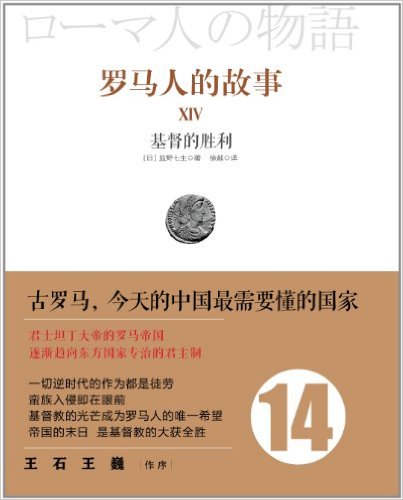 ローマ人の物語
罗马人的故事
XIV
基督的胜利
[日]盐野七生◎著 徐越◎译
古罗马，今天的中国最需要懂的国家
君士坦丁大帝的罗马帝国
逐渐趋向东方国家专治的君主制
一切逆时代的作为都是徒劳
蛮族入侵即在眼前
基督教的光芒成为罗马人的唯一希望
帝国的末日 是基督教的大获全胜
14
王 石 王 巍 [作 序]